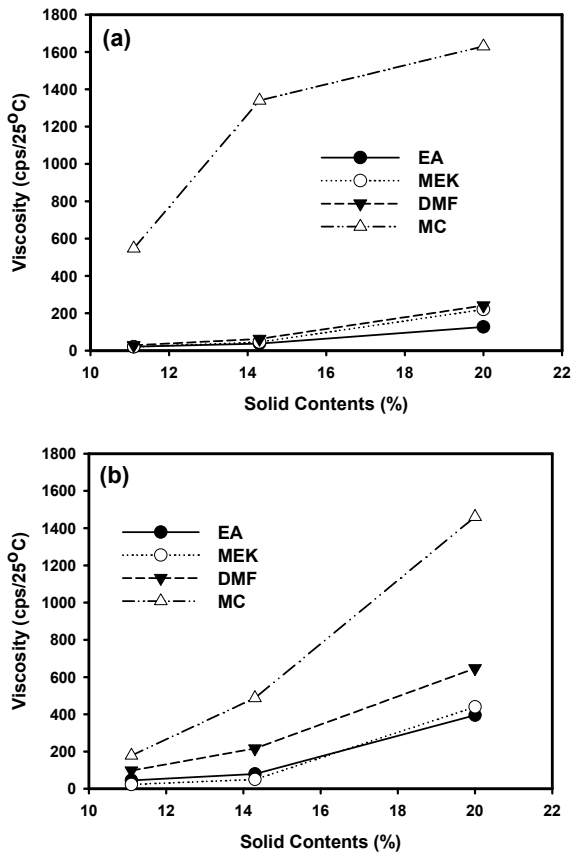 (a)
1800
1600
1400
1200
1000
800
600
400
200
0
Viscosity (cps/25°C)
EA
MEK
DMF
MC
10 12 14 16 18 20 22
Solid Contents (%)
(b)
1800
1600
1400
1200
1000
800
600
400
200
0
Viscosity (cps/25°C)
EA
MEK
DMF
MC
10 12 14 16 18 20 22
Solid Contents (%)